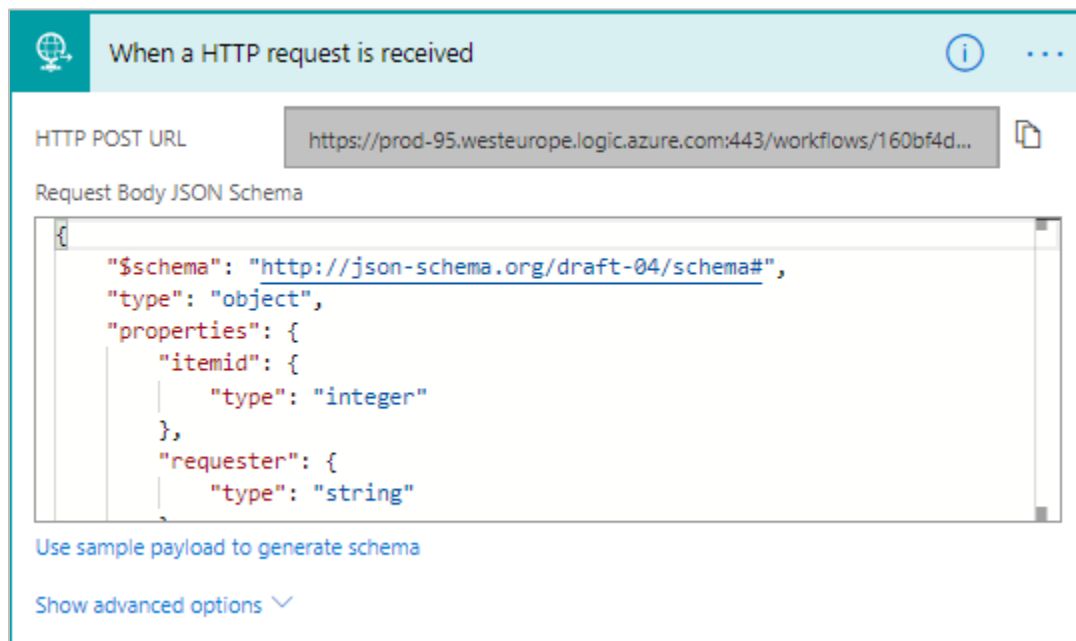 When a HTTP request is received
HTTP POST URL
https://prod-95.westeurope.logic.azure.com:443/workflows/160bf4d...
Request Body JSON Schema
{
"$schema": "http://json-schema.org/draft-04/schema#",
"type": "object",
"properties": {
"itemid": {
"type": "integer"
},
"requester": {
"type": "string"
Use sample payload to generate schema
Show advanced options